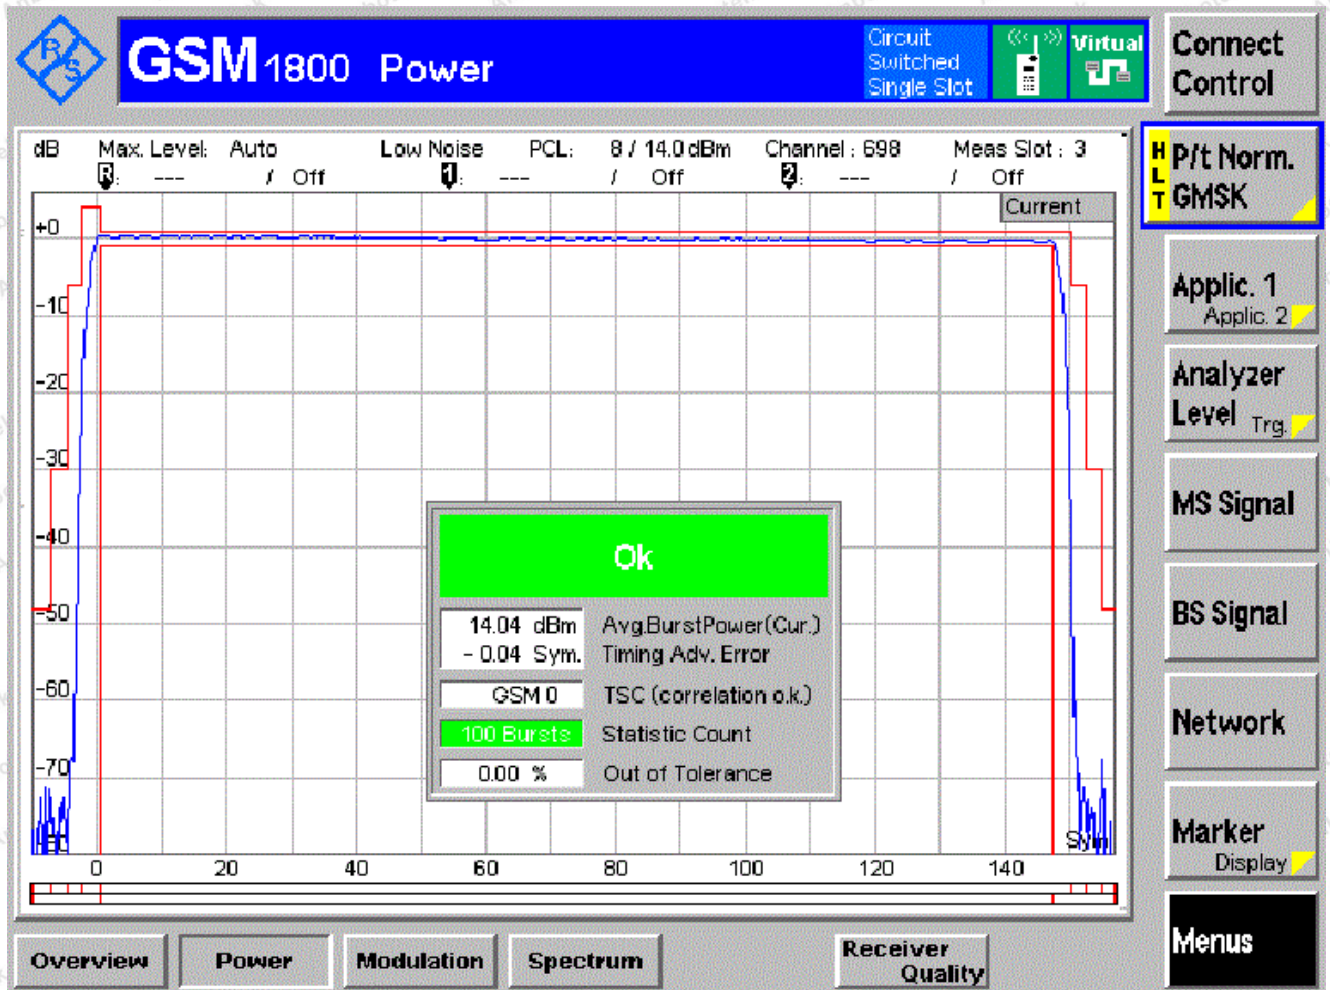 R S
GSM 1800 Power
Circuit Switched Single Slot
Virtual
Connect Control
dB Max. Level: Auto Low Noise PCL: 8 / 14.0 dBm Channel : 698 Meas Slot : 3
R: --- / Off 1: --- / Off 2: --- / Off
Current
HLT
P/t Norm.
GMSK
+0
-10
-20
-30
-40
-50
-60
-70
Applic. 1
Applic. 2
Analyzer
Level Trg.
MS Signal
BS Signal
Network
Marker
Display
Menus
Ok
14.04 dBm Avg.BurstPower(Cur.)
- 0.04 Sym. Timing Adv. Error
GSM 0 TSC (correlation o.k.)
100 Bursts Statistic Count
0.00 % Out of Tolerance
0 20 40 60 80 100 120 140
Overview Power Modulation Spectrum Receiver Quality